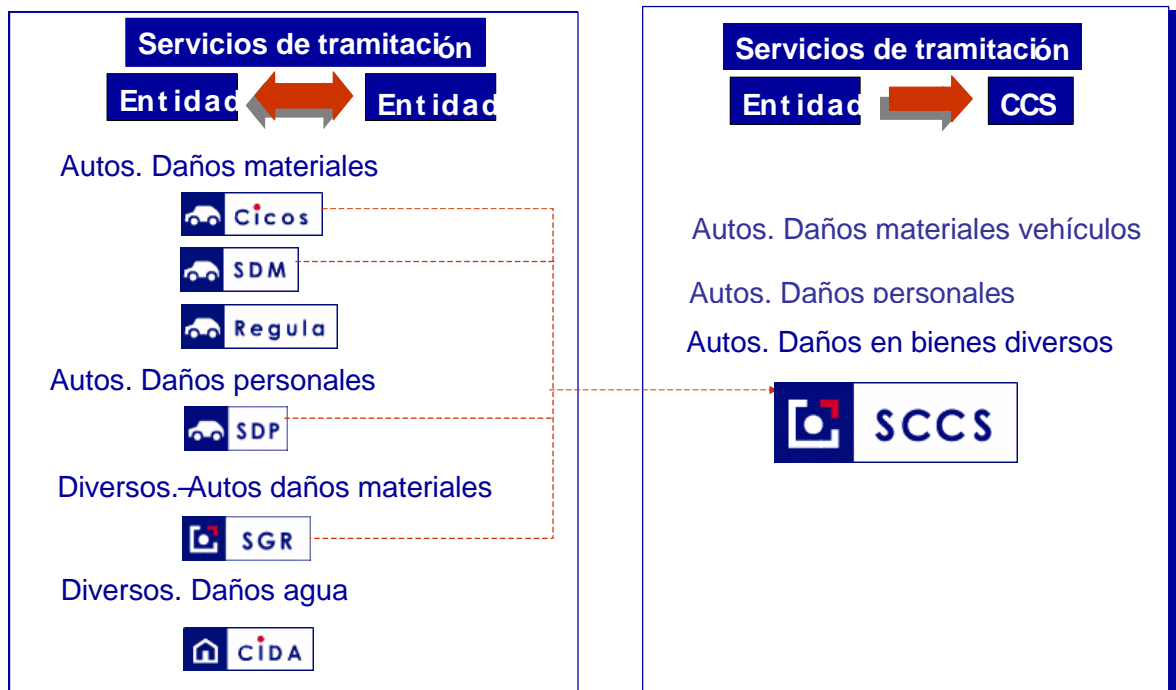 Servicios de tramitación
Entidad Entidad
Autos. Daños materiales
Cicos
SDM
Regula
Autos. Daños personales
SDP
Diversos.–Autos daños materiales
SGR
Diversos. Daños agua
CIDA
Servicios de tramitación
Entidad CCS
Autos. Daños materiales vehículos
Autos. Daños personales
Autos. Daños en bienes diversos
SCCS